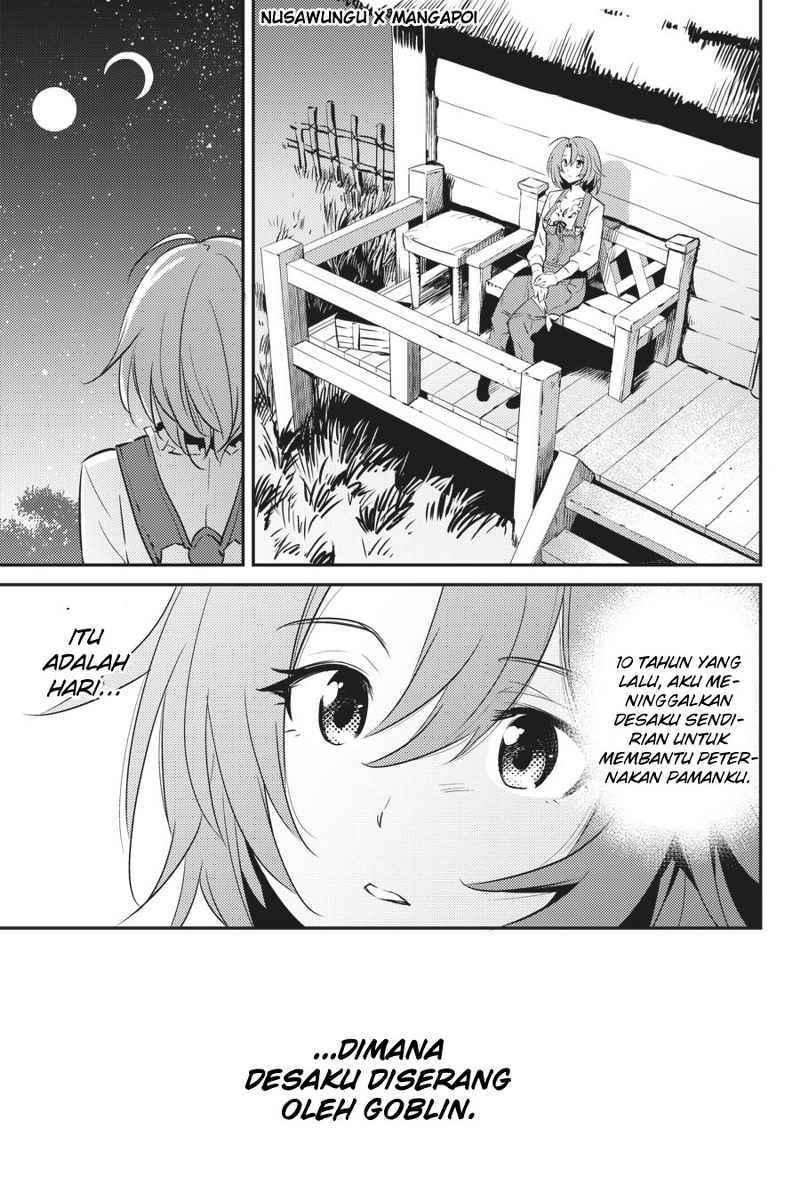 NUSAWUNGU X MANGAPOI
10 TAHUN YANG
LALU, AKU ME-
NINGGALKAN
DESAKU SENDI-
RIAN UNTUK
MEMBANTU PETER-
NAKAN PAMANKU.
ITU
ADALAH
HARI...
...DIMANA
DESAKU DISERANG
OLEH GOBLIN.